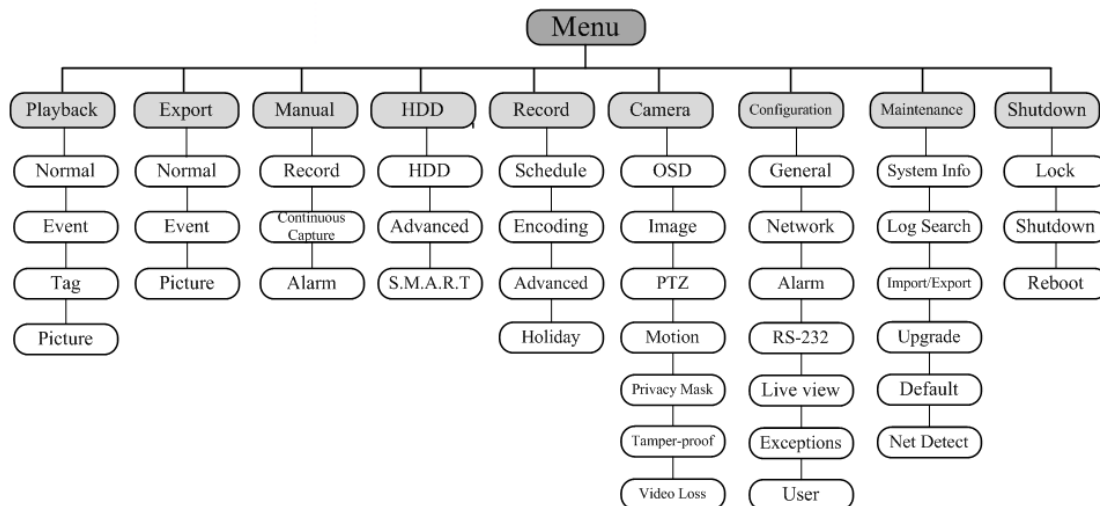 Menu
Playback Export Manual HDD Record Camera Configuration Maintenance Shutdown
Normal Normal Record HDD Schedule OSD General System Info Lock
Event Event Continuous Capture Advanced Encoding Image Network Log Search Shutdown
Tag Picture Alarm S.M.A.R.T Advanced PTZ Alarm Import/Export Reboot
Picture Holiday Motion RS-232 Upgrade
Privacy Mask Live view Default
Tamper-proof Exceptions Net Detect
Video Loss User